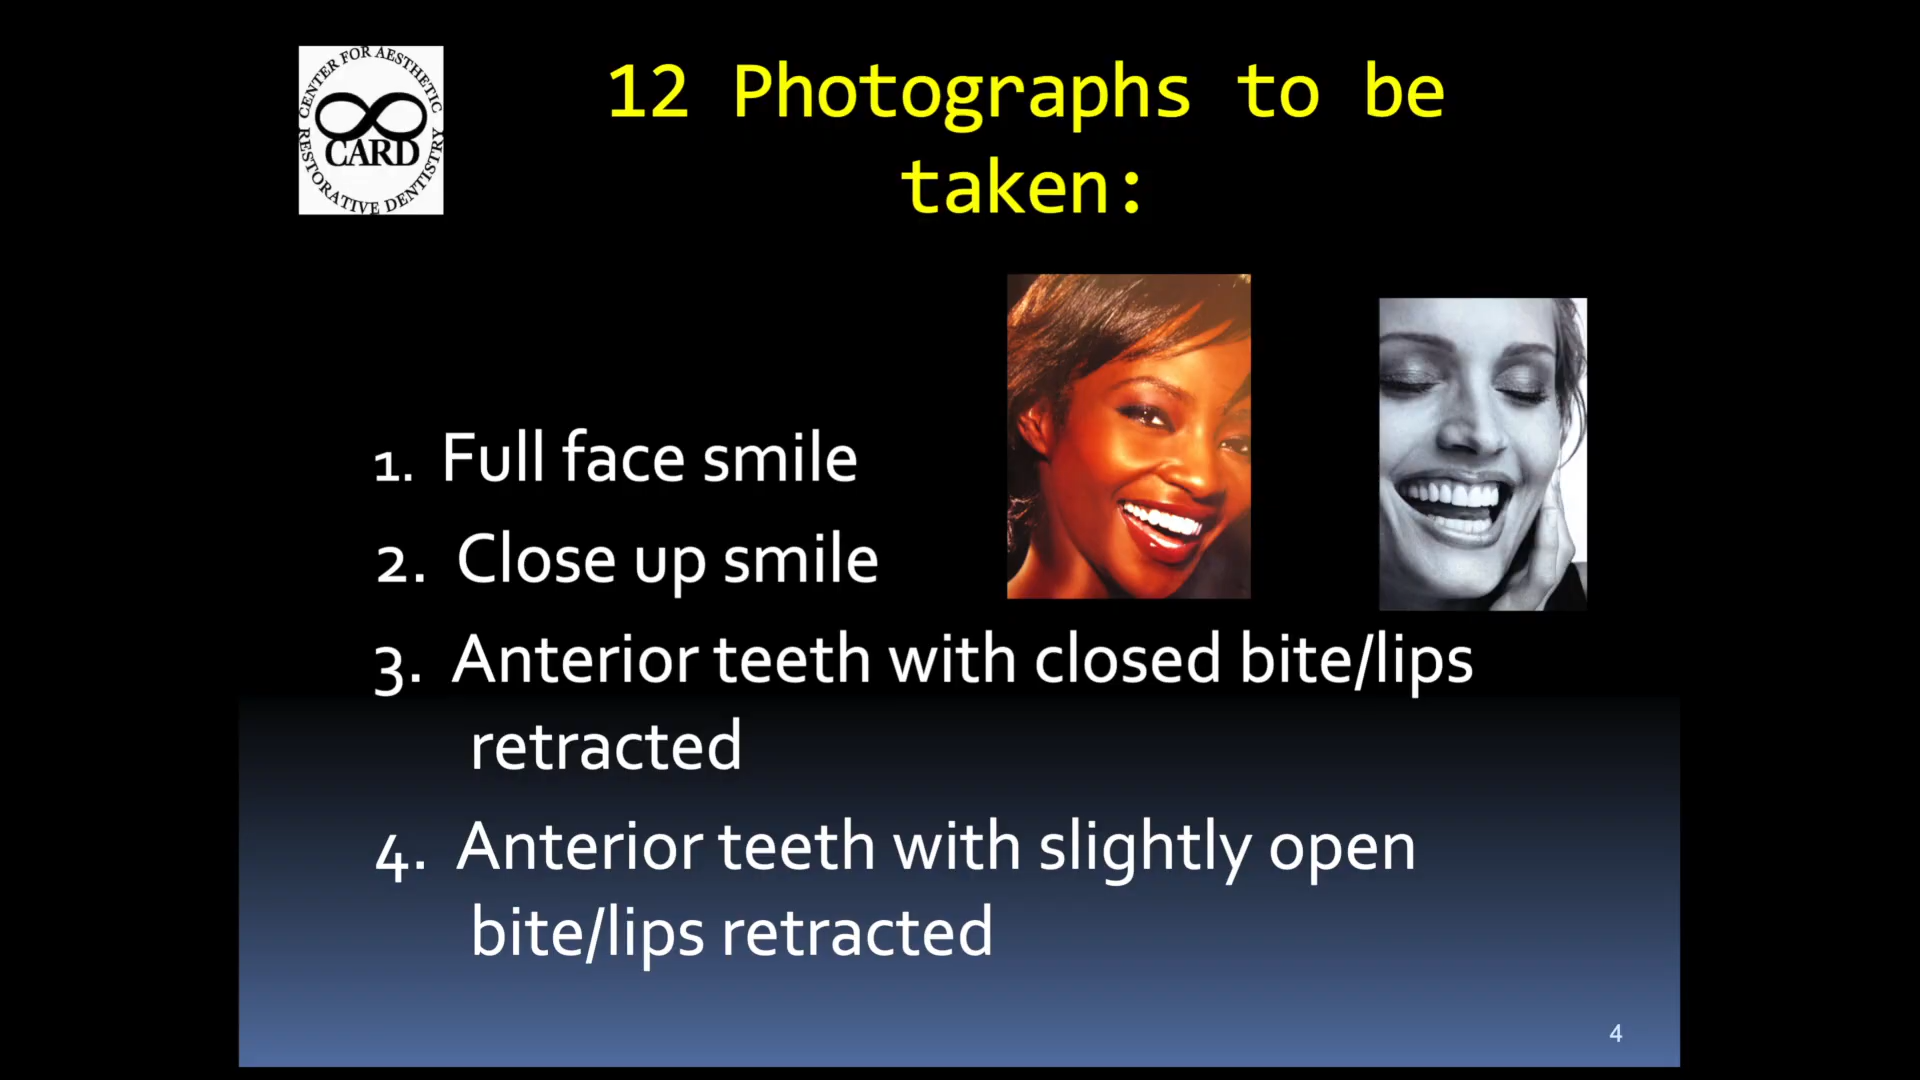 CENTER FOR AESTHETIC
CARD
RESTORATIVE DENTISTRY
12 Photographs to be
taken:
1. Full face smile
2. Close up smile
3. Anterior teeth with closed bite/lips
retracted
4. Anterior teeth with slightly open
bite/lips retracted
4